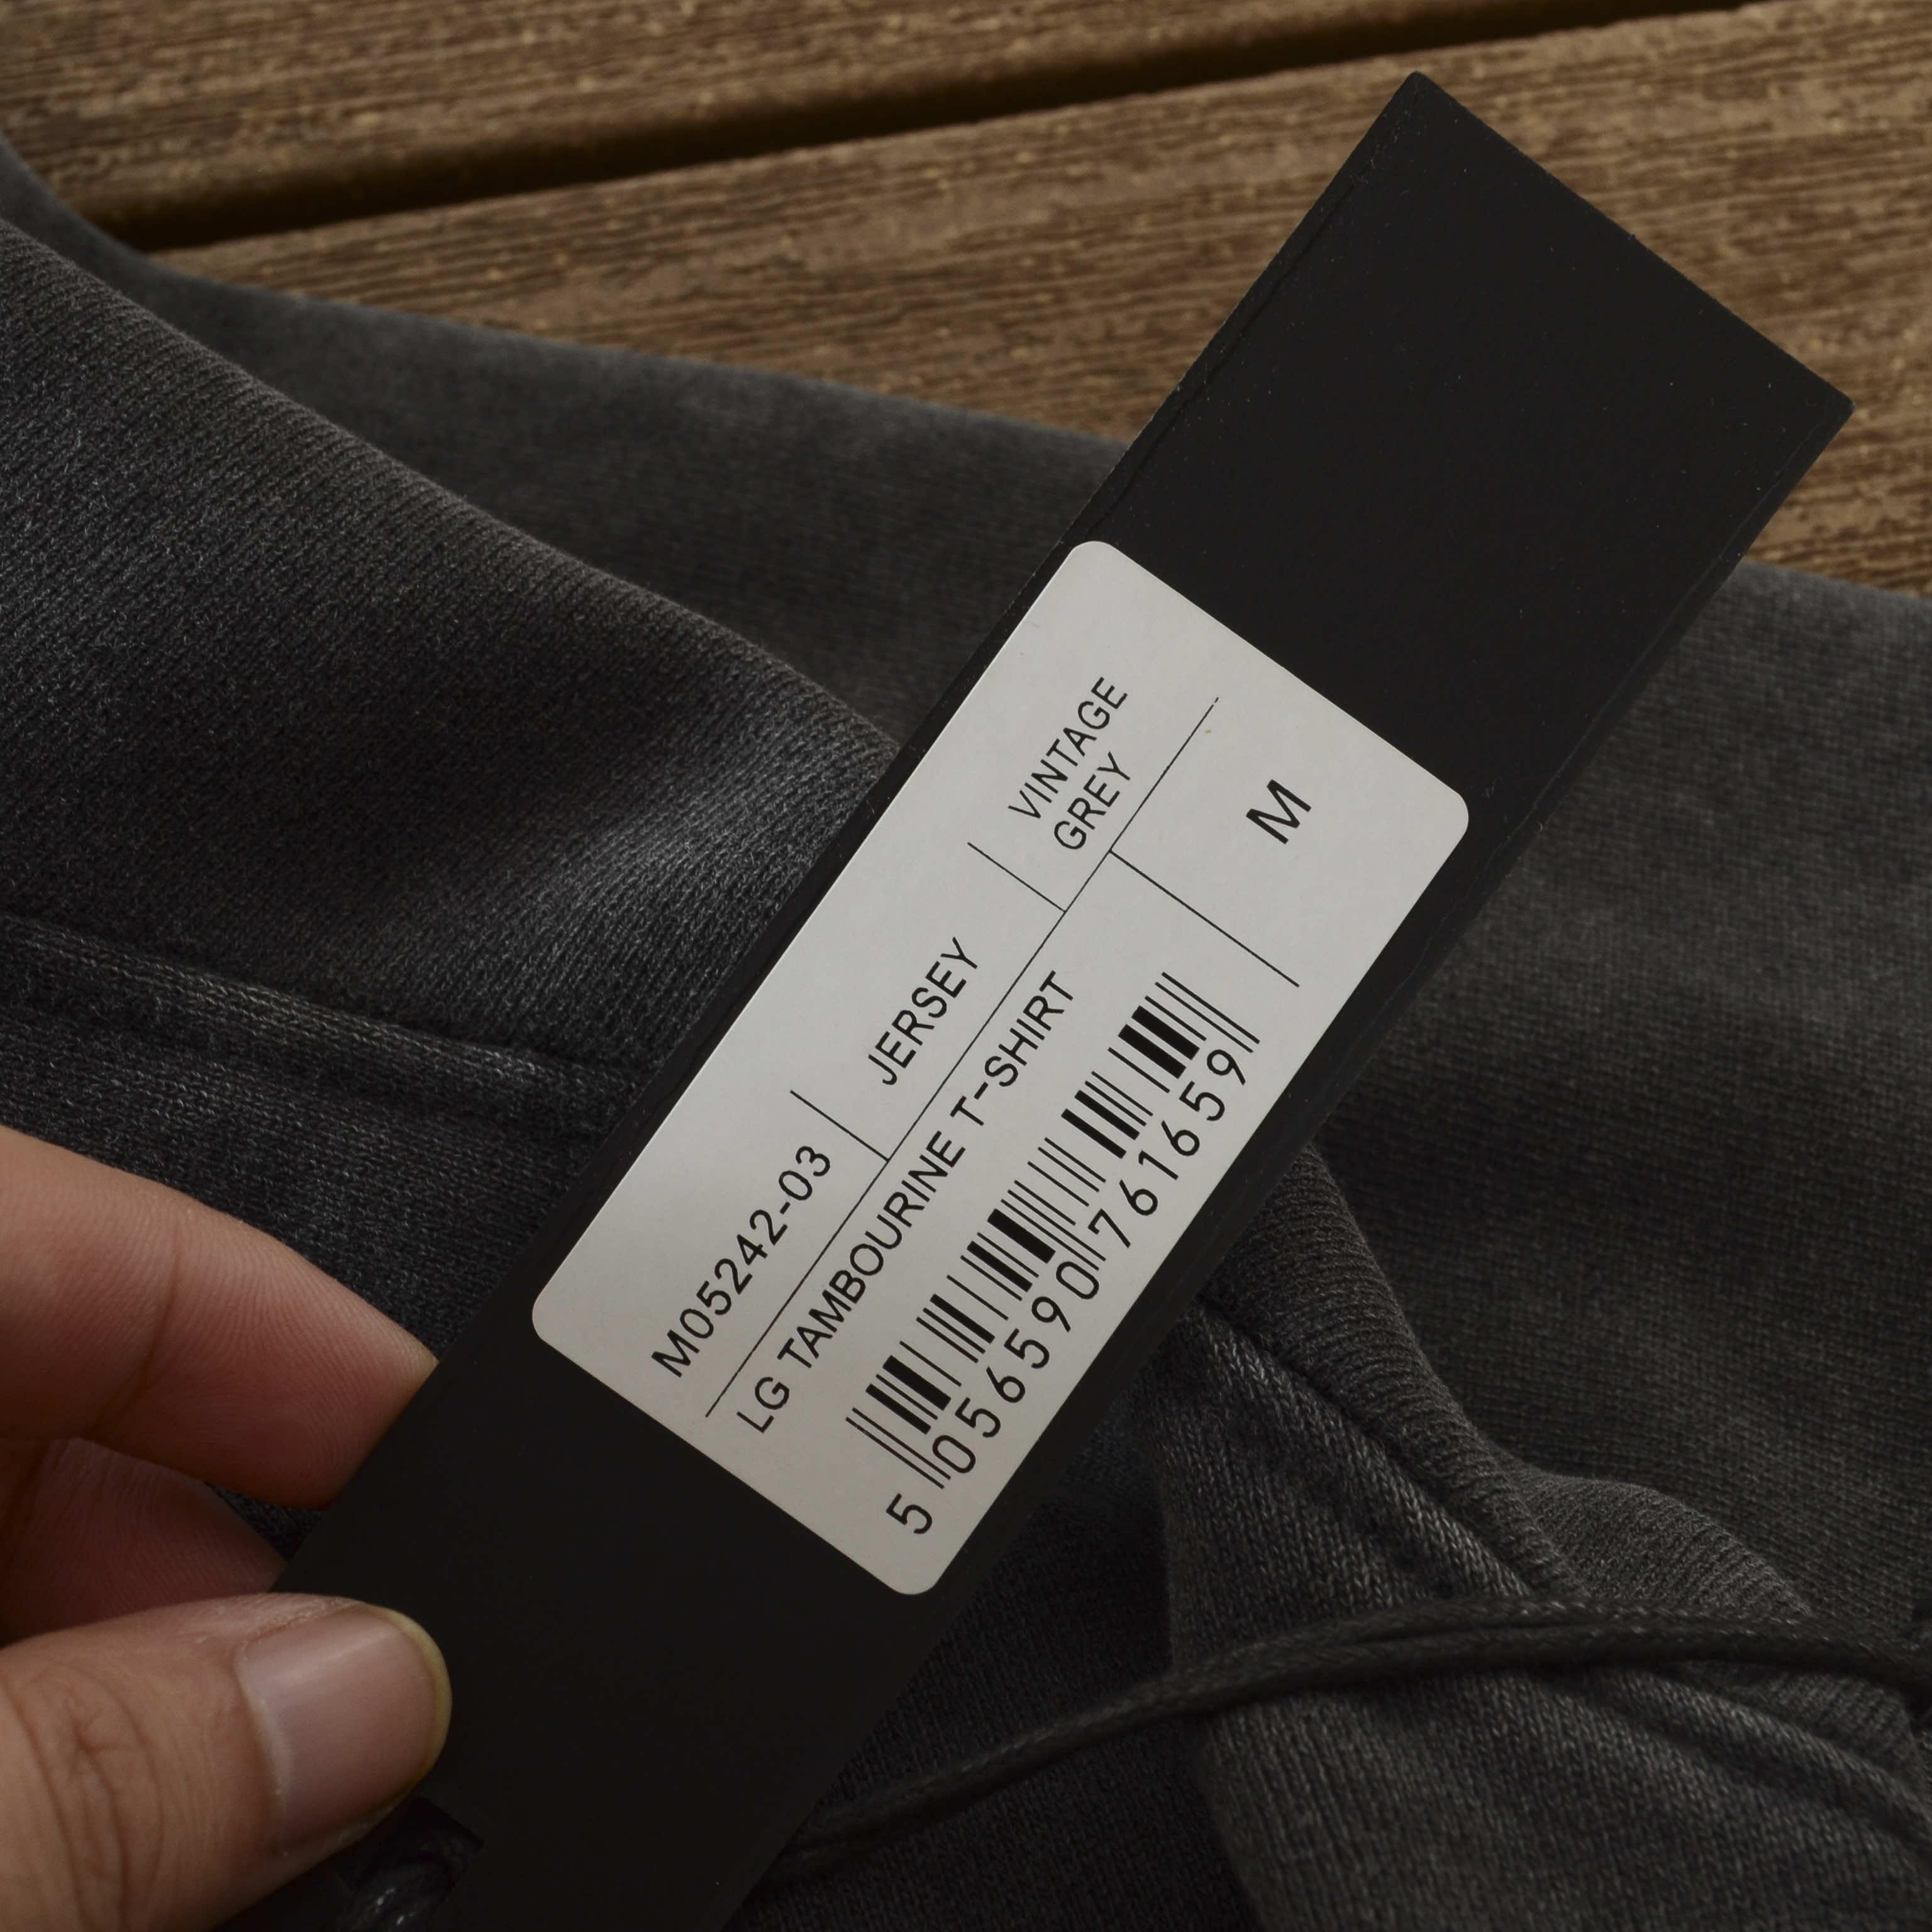 M05242-03 JERSEY VINTAGE
GREY
LG TAMBOURINE T-SHIRT M
5 056590 761659